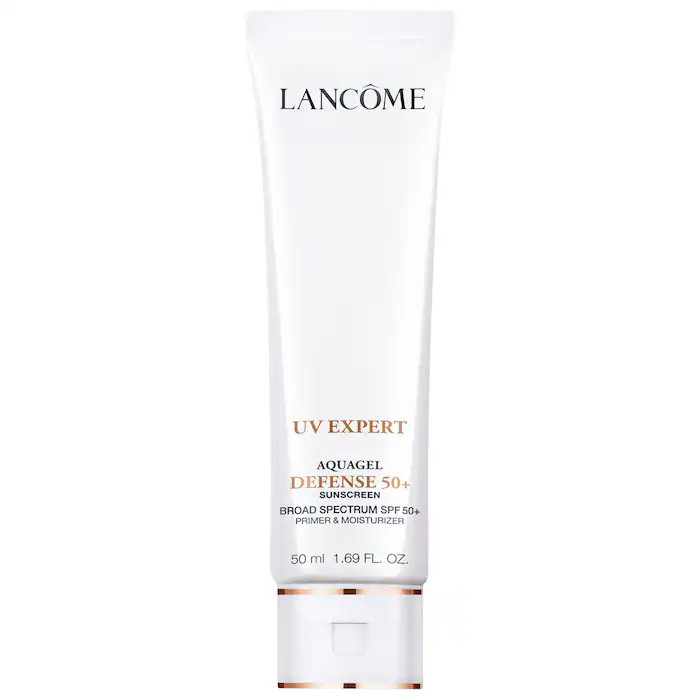 LANCÔME
UV EXPERT
AQUAGEL
DEFENSE 50+
SUNSCREEN
BROAD SPECTRUM SPF 50+
PRIMER & MOISTURIZER
50 ml 1.69 FL. OZ.